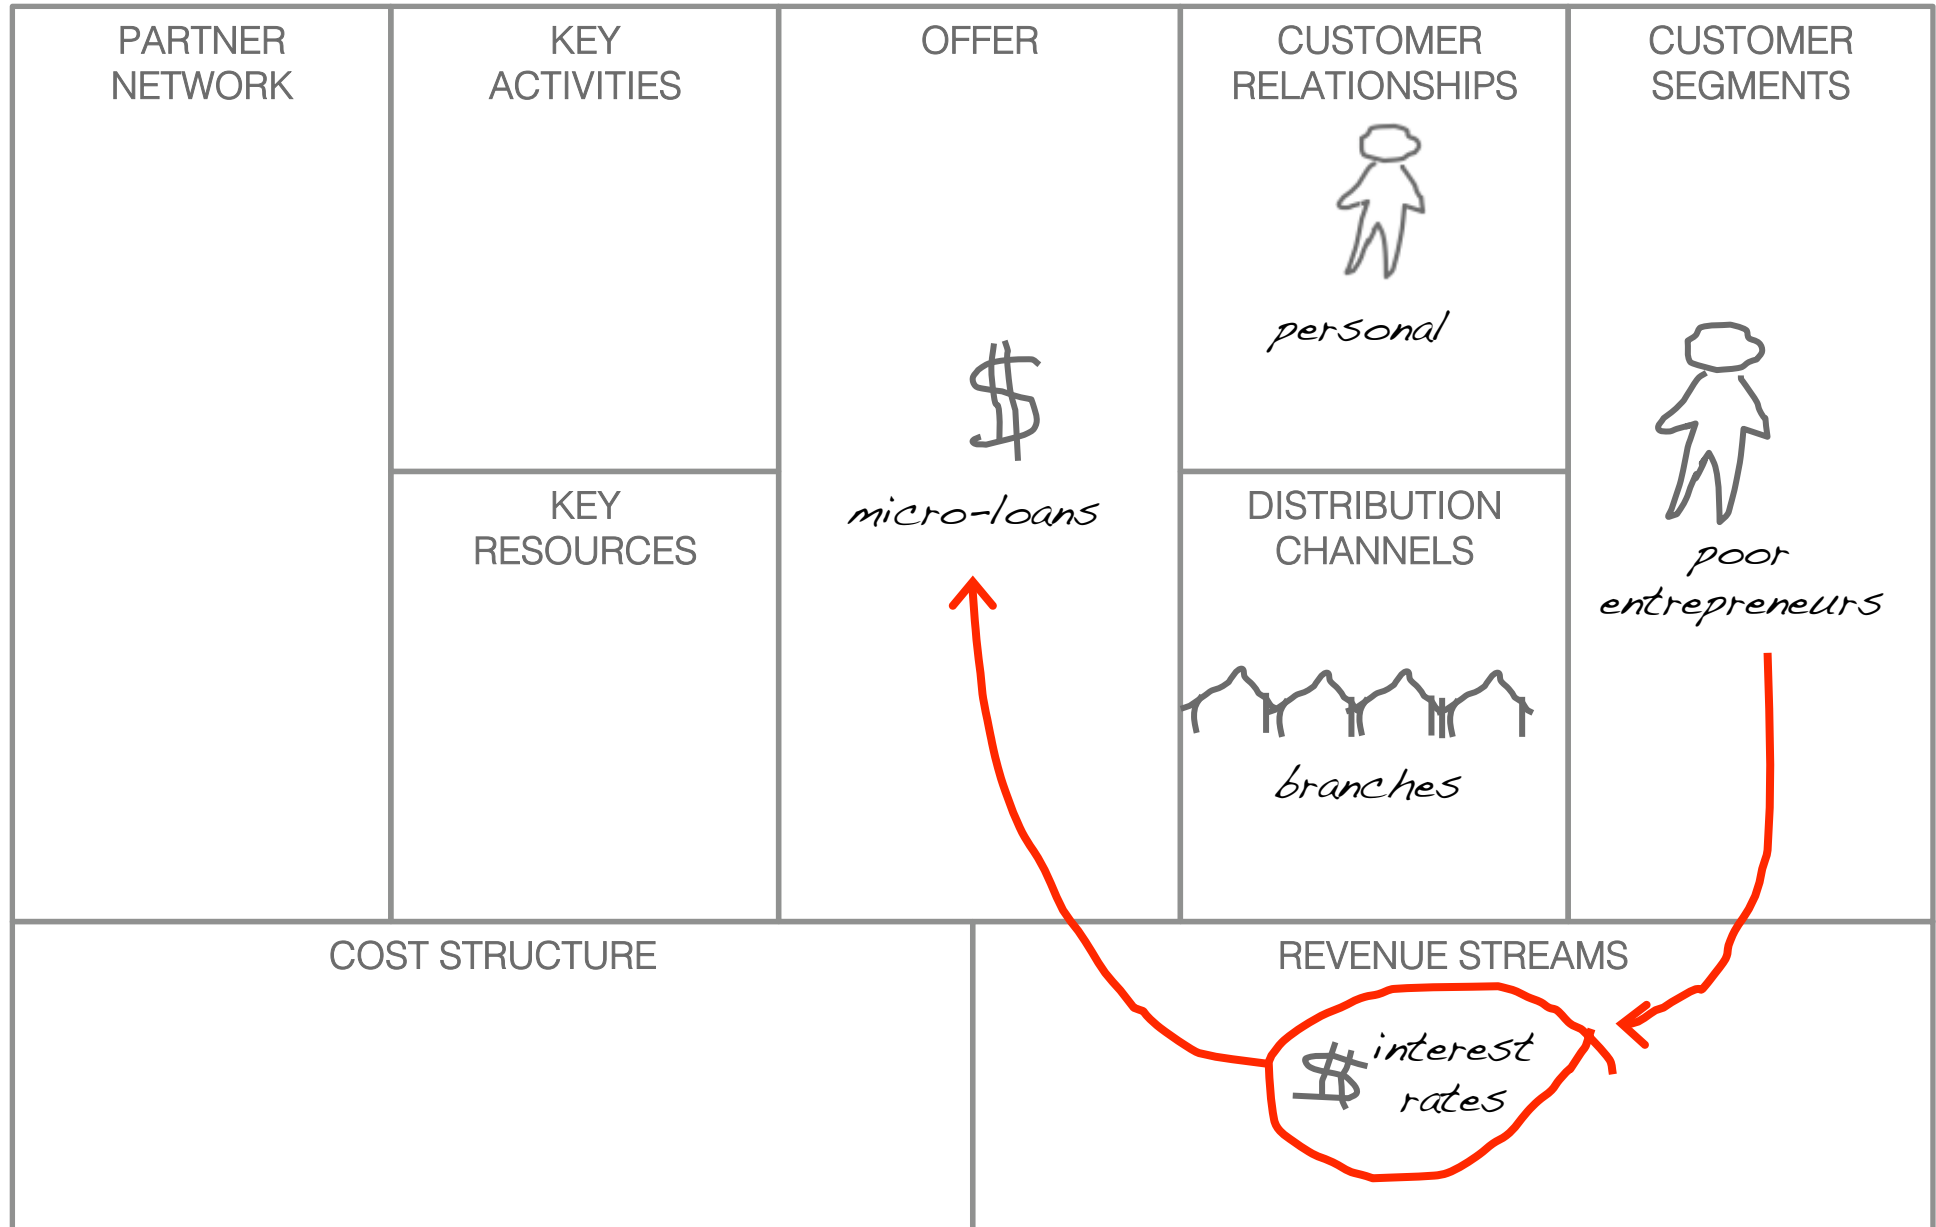 PARTNER
NETWORK
KEY
ACTIVITIES
KEY
RESOURCES
OFFER
$
micro-loans
CUSTOMER
RELATIONSHIPS
personal
DISTRIBUTION
CHANNELS
branches
CUSTOMER
SEGMENTS
poor
entrepreneurs
COST STRUCTURE
REVENUE STREAMS
$ interest
rates